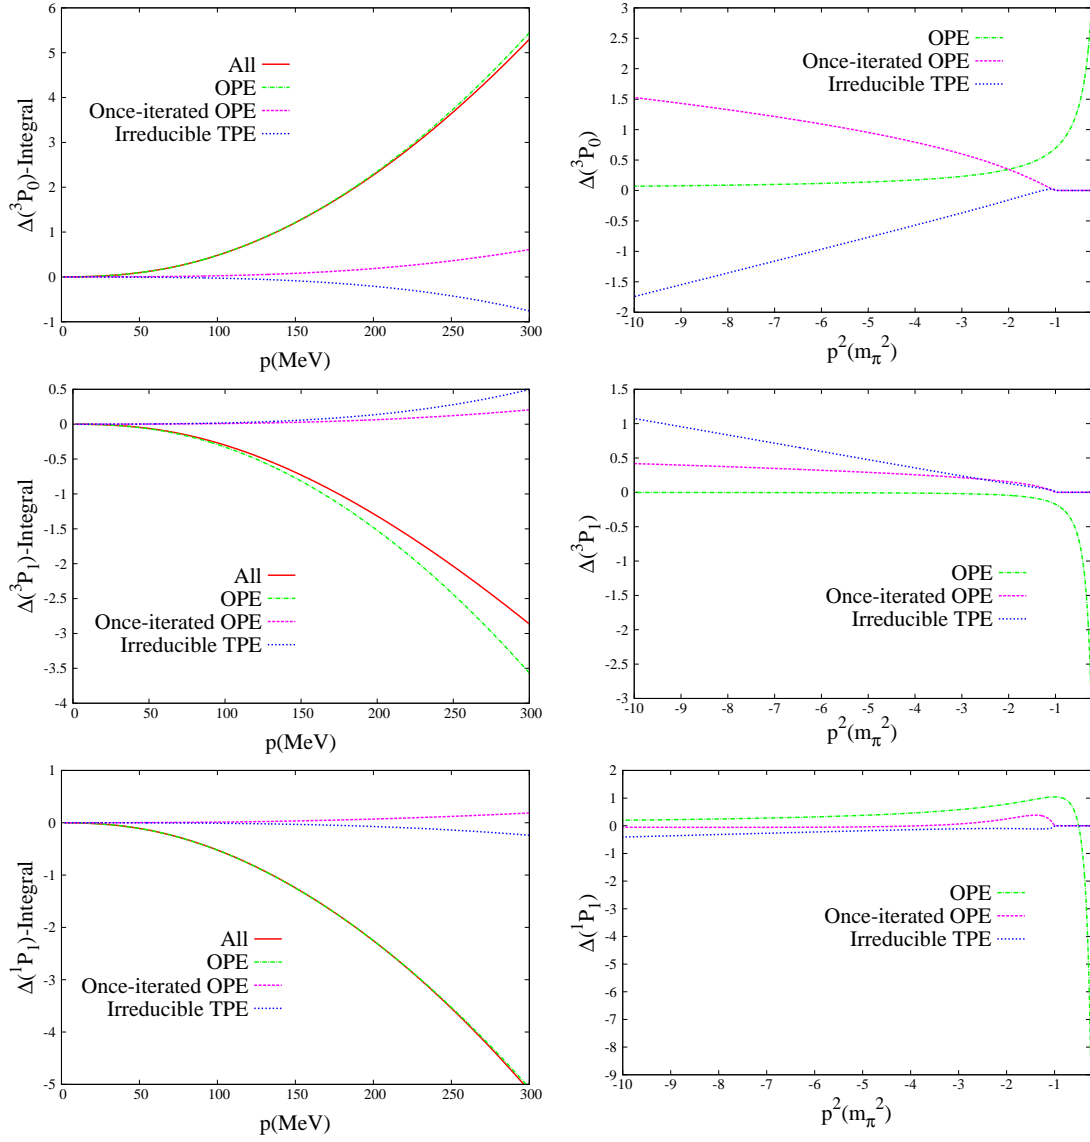 Δ(³P₀)-Integral
6
5
4
3
2
1
0
-1
All
OPE
Once-iterated OPE
Irreducible TPE
0 50 100 150 200 250 300
p(MeV)
Δ(³P₀)
3
2.5
2
1.5
1
0.5
0
-0.5
-1
-1.5
-2
OPE
Once-iterated OPE
Irreducible TPE
-10 -9 -8 -7 -6 -5 -4 -3 -2 -1
p²(m_π²)
Δ(³P₁)-Integral
0.5
0
-0.5
-1
-1.5
-2
-2.5
-3
-3.5
-4
All
OPE
Once-iterated OPE
Irreducible TPE
0 50 100 150 200 250 300
p(MeV)
Δ(³P₁)
1.5
1
0.5
0
-0.5
-1
-1.5
-2
-2.5
-3
OPE
Once-iterated OPE
Irreducible TPE
-10 -9 -8 -7 -6 -5 -4 -3 -2 -1
p²(m_π²)
Δ(¹P₁)-Integral
1
0
-1
-2
-3
-4
-5
All
OPE
Once-iterated OPE
Irreducible TPE
0 50 100 150 200 250 300
p(MeV)
Δ(¹P₁)
2
1
0
-1
-2
-3
-4
-5
-6
-7
-8
-9
OPE
Once-iterated OPE
Irreducible TPE
-10 -9 -8 -7 -6 -5 -4 -3 -2 -1
p²(m_π²)